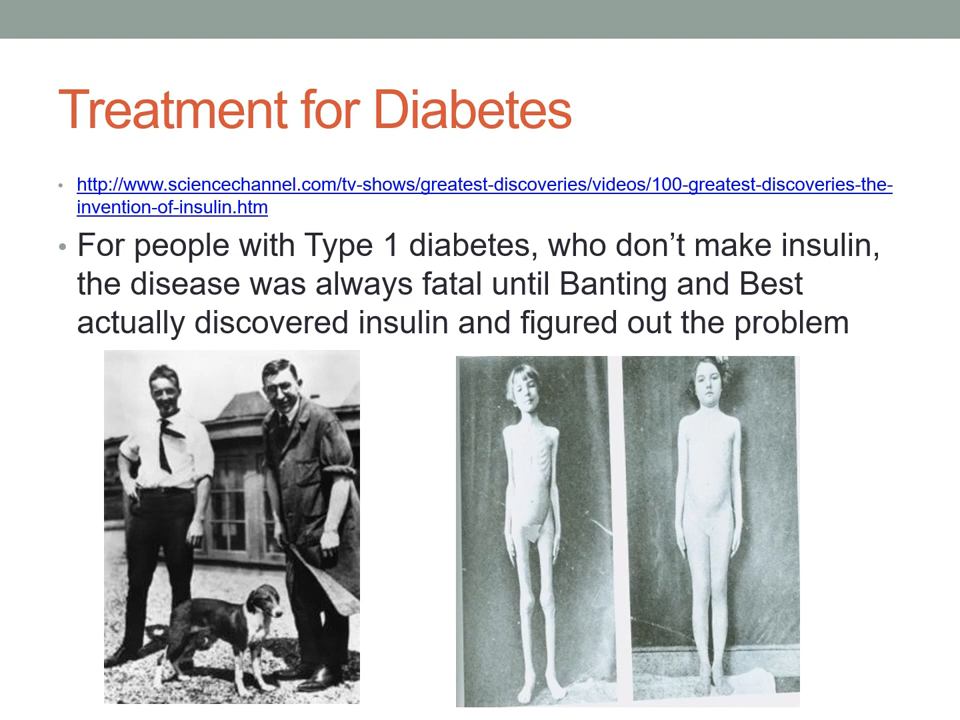 Treatment for Diabetes
• http://www.sciencechannel.com/tv-shows/greatest-discoveries/videos/100-greatest-discoveries-the-
invention-of-insulin.htm
• For people with Type 1 diabetes, who don’t make insulin,
the disease was always fatal until Banting and Best
actually discovered insulin and figured out the problem